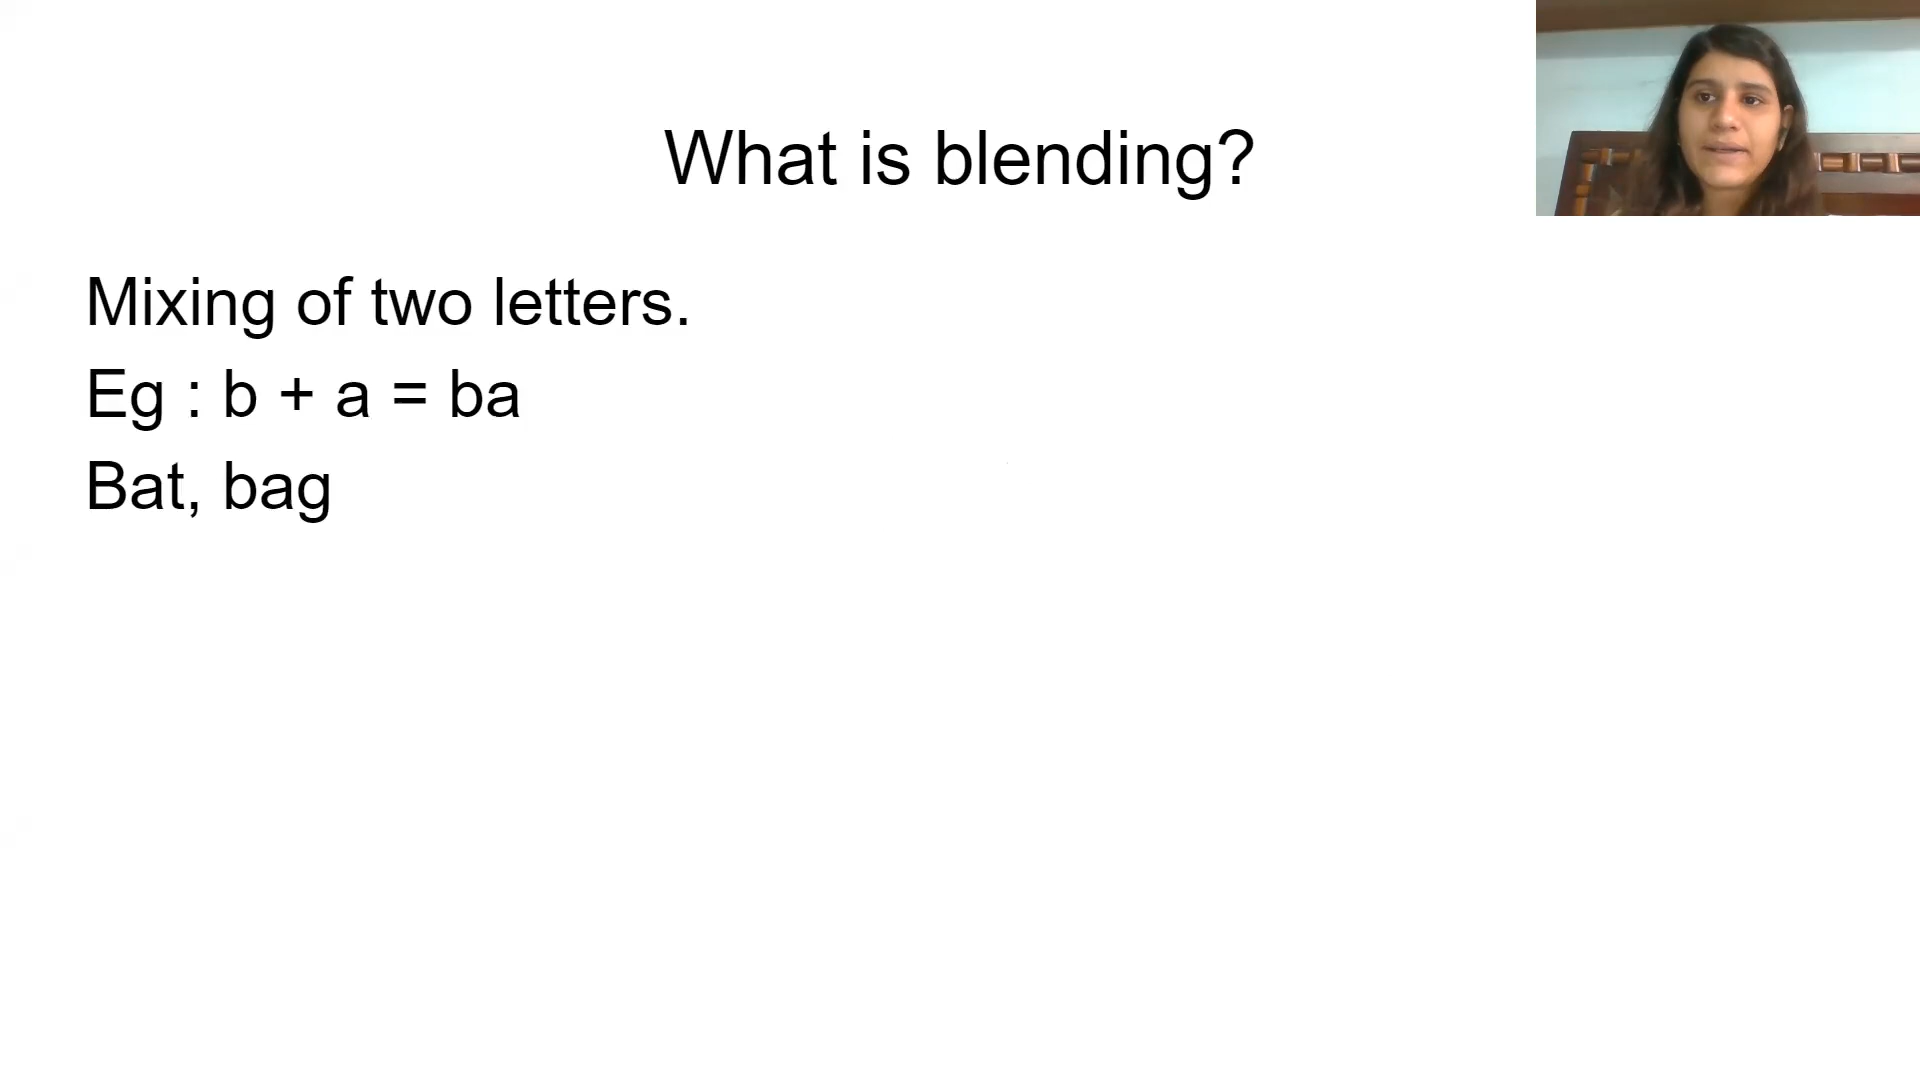 What is blending?
Mixing of two letters.
Eg : b + a = ba
Bat, bag